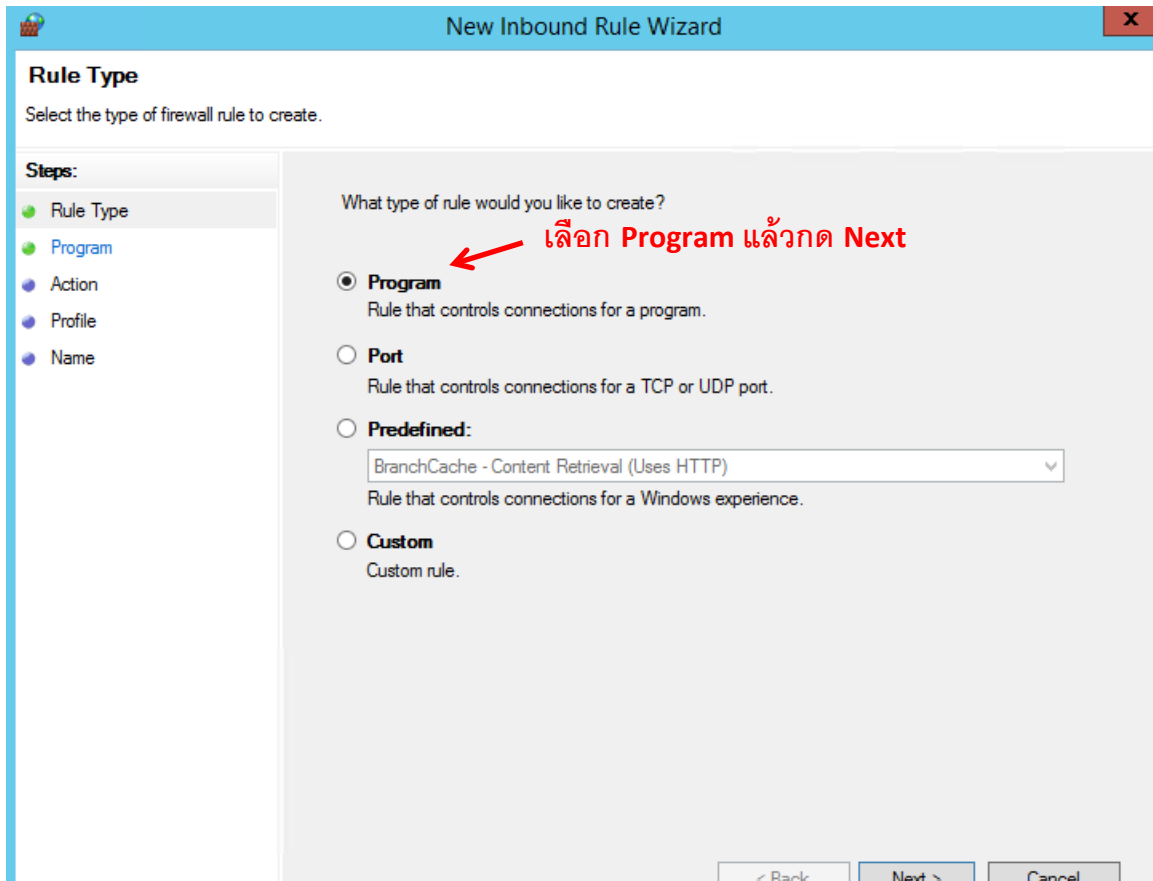 New Inbound Rule Wizard
x
Rule Type
Select the type of firewall rule to create.
Steps:
Rule Type
Program
Action
Profile
Name
What type of rule would you like to create?
เลือก Program แล้วกด Next
Program
Rule that controls connections for a program.
Port
Rule that controls connections for a TCP or UDP port.
Predefined:
BranchCache - Content Retrieval (Uses HTTP)
Rule that controls connections for a Windows experience.
Custom
Custom rule.
< Back
Next >
Cancel